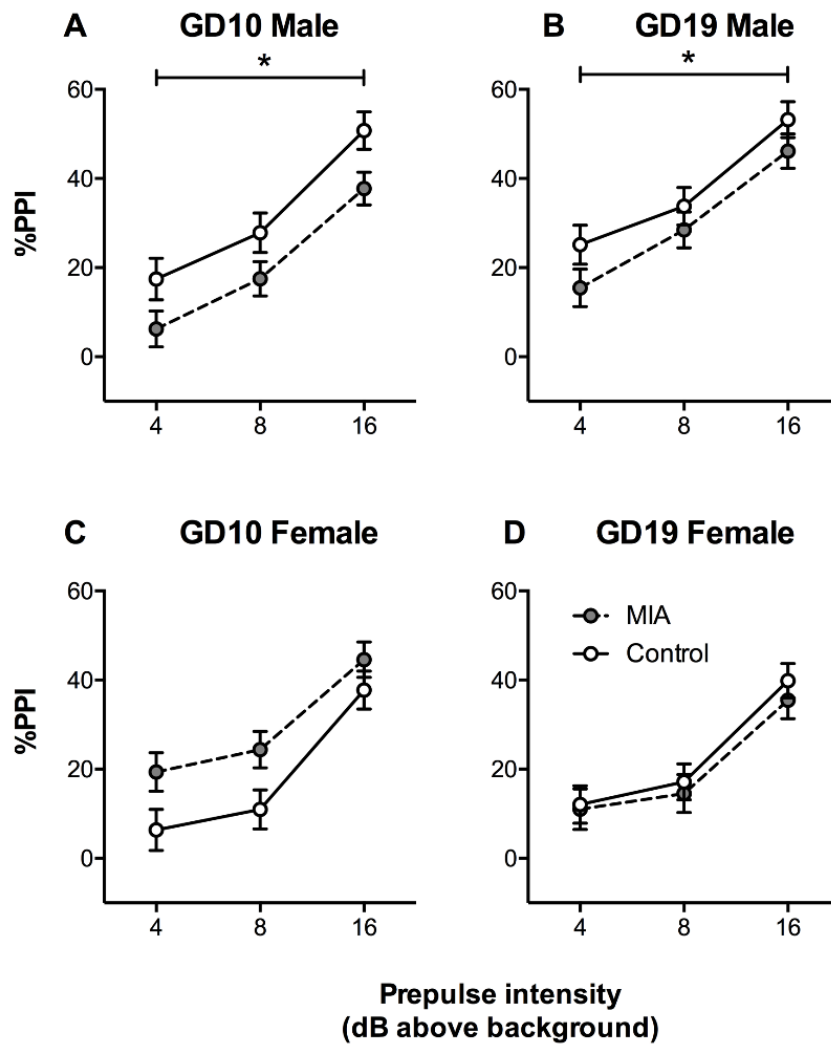 A GD10 Male
*
%PPI
60
40
20
0
4 8 16
B GD19 Male
*
60
40
20
0
4 8 16
C GD10 Female
%PPI
60
40
20
0
4 8 16
D GD19 Female
60
40
20
0
MIA
Control
4 8 16
Prepulse intensity
(dB above background)